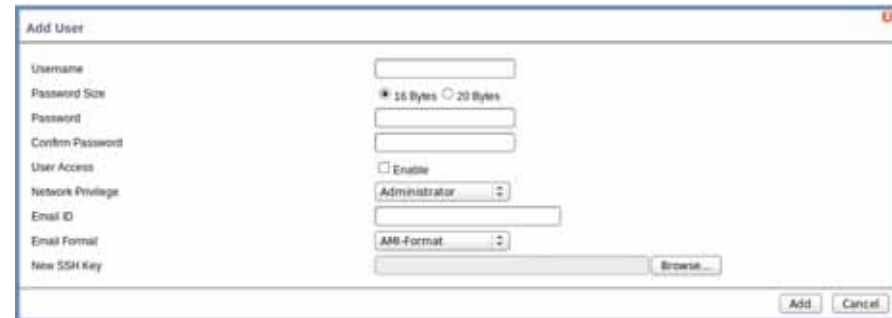 Add User
Username
Password Size 16 Bytes 20 Bytes
Password
Confirm Password
User Access Enable
Network Privilege Administrator
Email ID
Email Format AMI-Format
New SSH Key Browse...
Add Cancel